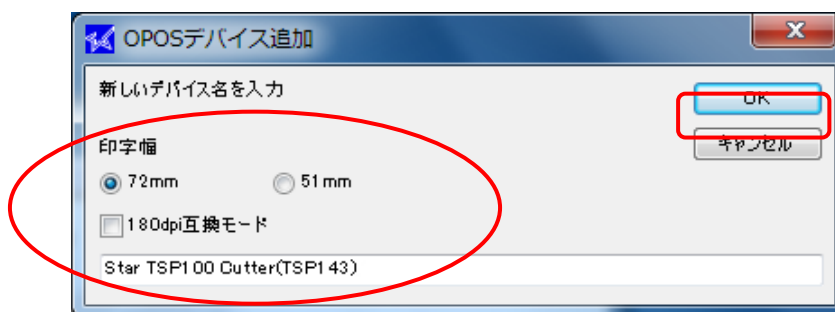 OPOSデバイス追加
新しいデバイス名を入力
OK
印字幅
キャンセル
72mm
51mm
180dpi互換モード
Star TSP100 Cutter(TSP143)